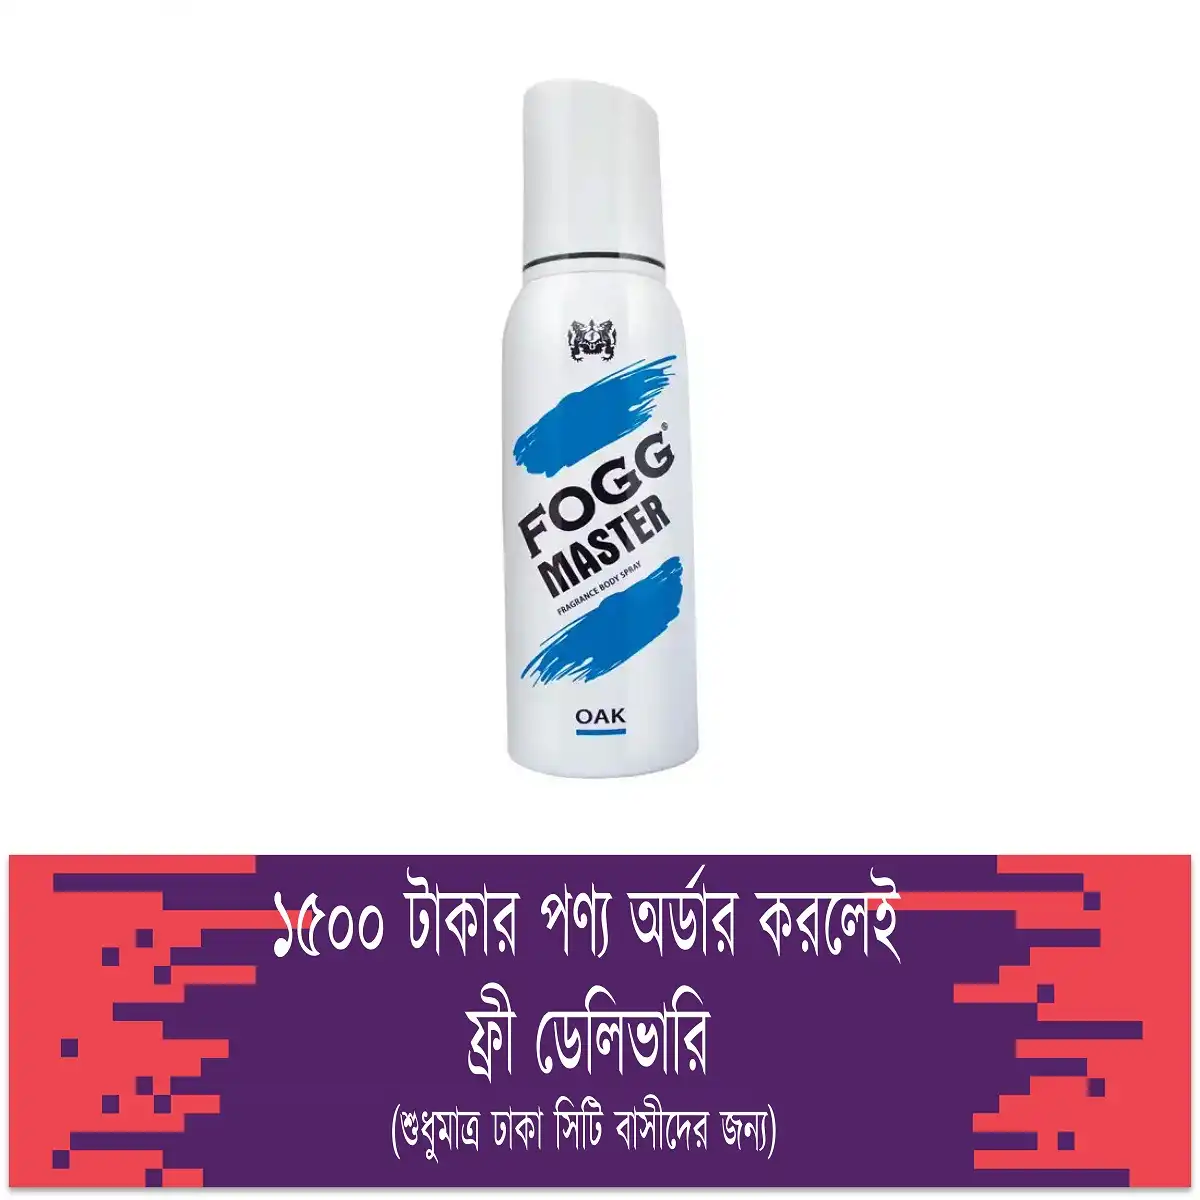 FOGG®
MASTER
FRAGRANCE BODY SPRAY
OAK
১৫০০ টাকার পণ্য অর্ডার করলেই
ফ্রী ডেলিভারি
(শুধুমাত্র ঢাকা সিটি বাসীদের জন্য)